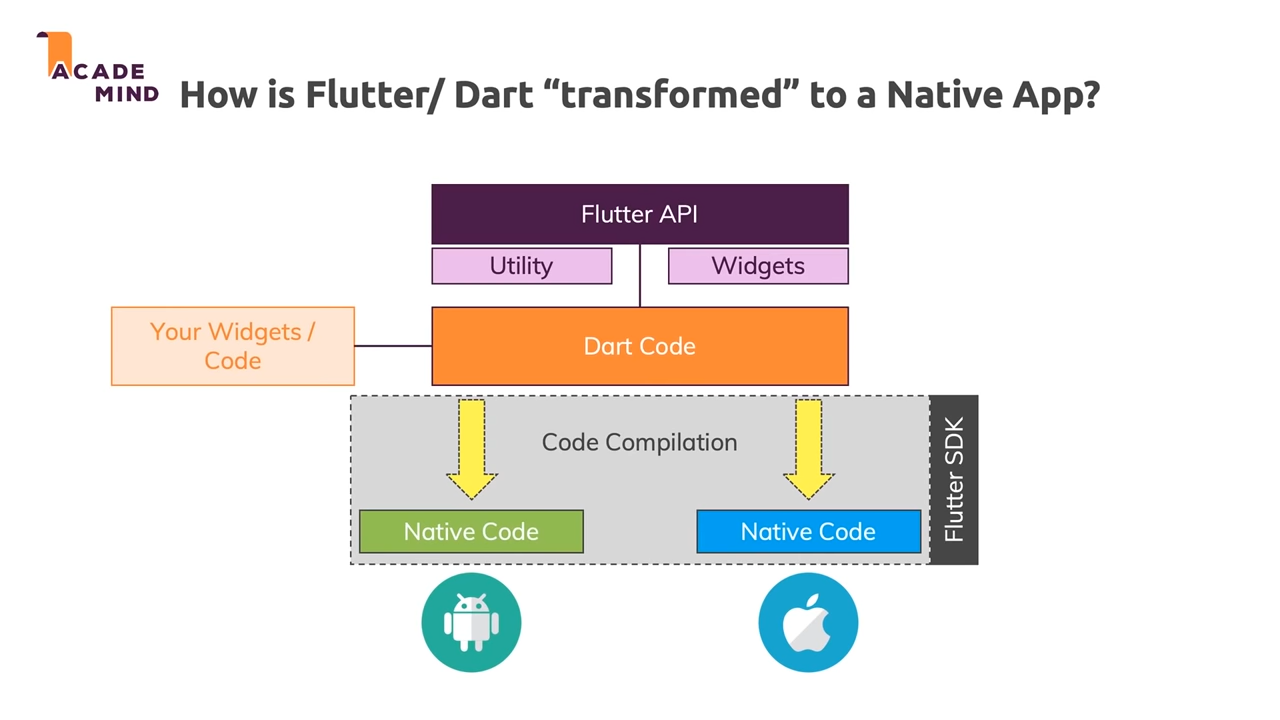 ACADE
MIND
How is Flutter/ Dart “transformed” to a Native App?
Flutter API
Utility
Widgets
Your Widgets /
Code
Dart Code
Code Compilation
Flutter SDK
Native Code
Native Code